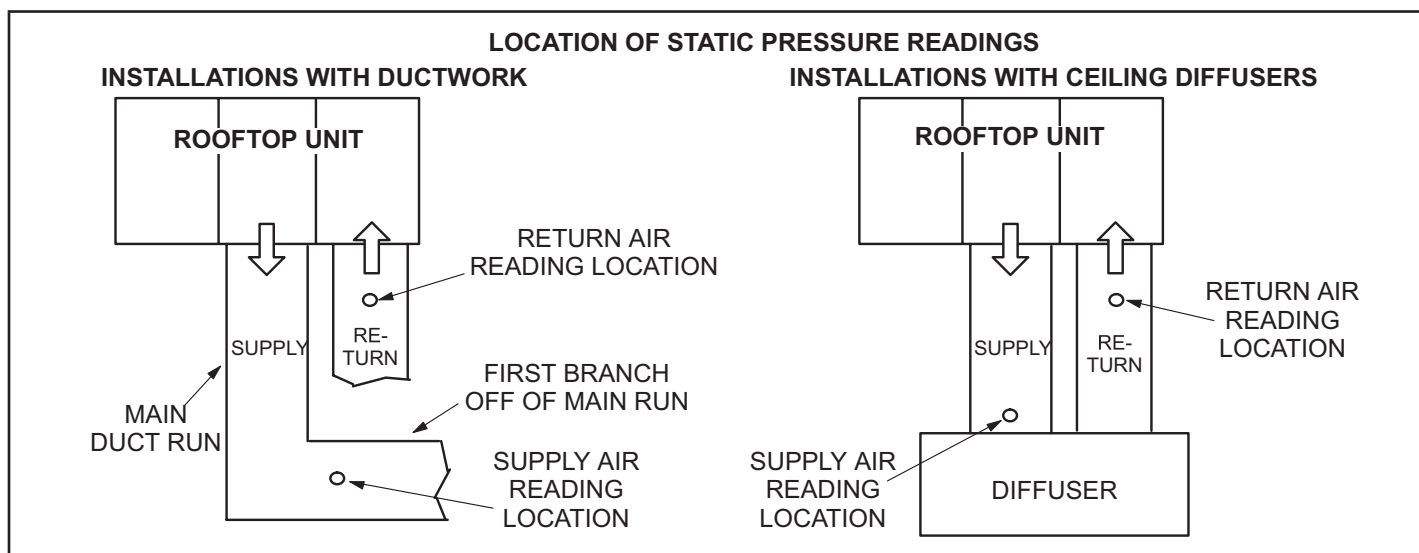 LOCATION OF STATIC PRESSURE READINGS
INSTALLATIONS WITH DUCTWORK
ROOFTOP UNIT
RETURN AIR
READING LOCATION
SUPPLY
RE-
TURN
MAIN
DUCT RUN
FIRST BRANCH
OFF OF MAIN RUN
SUPPLY AIR
READING
LOCATION
INSTALLATIONS WITH CEILING DIFFUSERS
ROOFTOP UNIT
RETURN AIR
READING
LOCATION
SUPPLY
RE-
TURN
SUPPLY AIR
READING
LOCATION
DIFFUSER